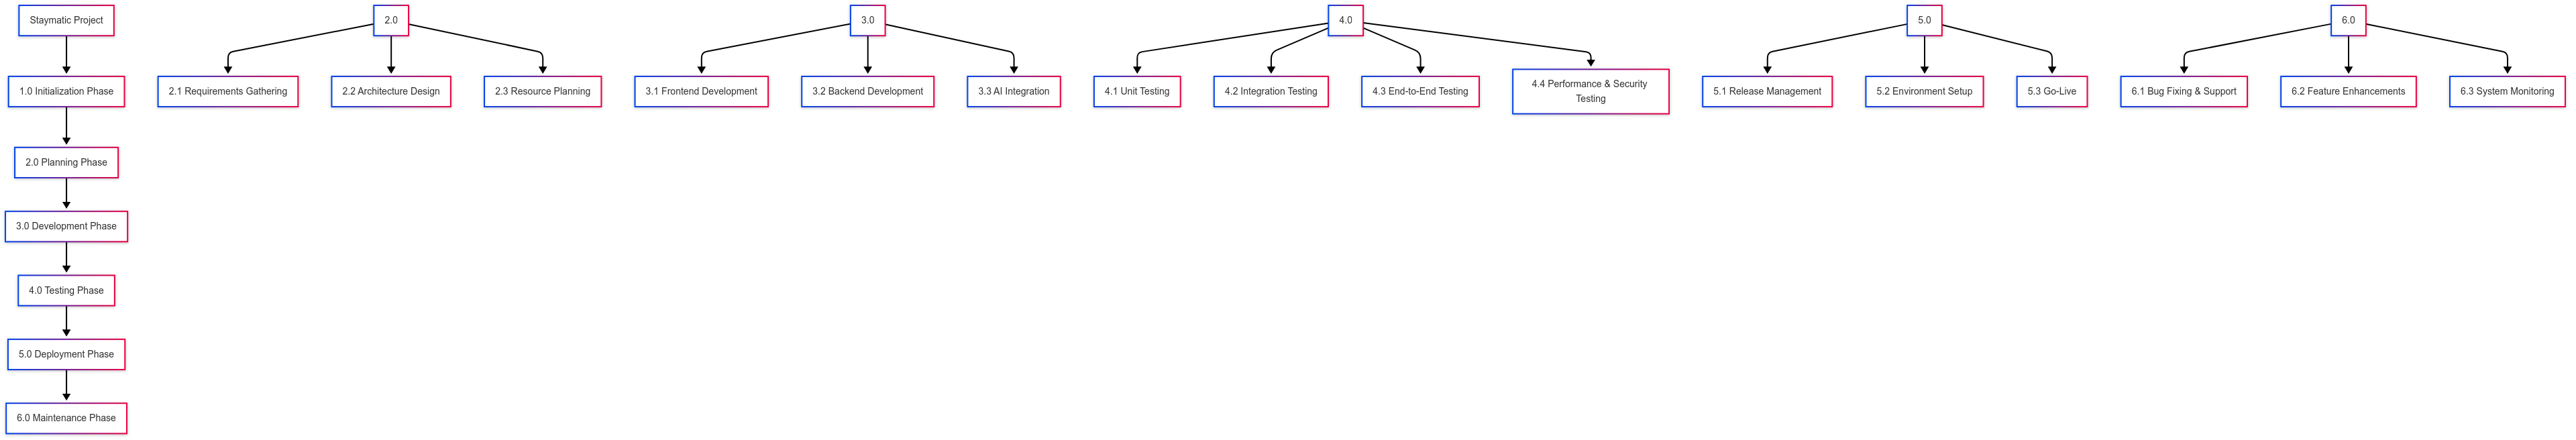 Staymatic Project
2.0
3.0
4.0
5.0
6.0
1.0 Initialization Phase
2.1 Requirements Gathering
2.2 Architecture Design
2.3 Resource Planning
3.1 Frontend Development
3.2 Backend Development
3.3 AI Integration
4.1 Unit Testing
4.2 Integration Testing
4.3 End-to-End Testing
4.4 Performance & Security
Testing
5.1 Release Management
5.2 Environment Setup
5.3 Go-Live
6.1 Bug Fixing & Support
6.2 Feature Enhancements
6.3 System Monitoring
2.0 Planning Phase
3.0 Development Phase
4.0 Testing Phase
5.0 Deployment Phase
6.0 Maintenance Phase